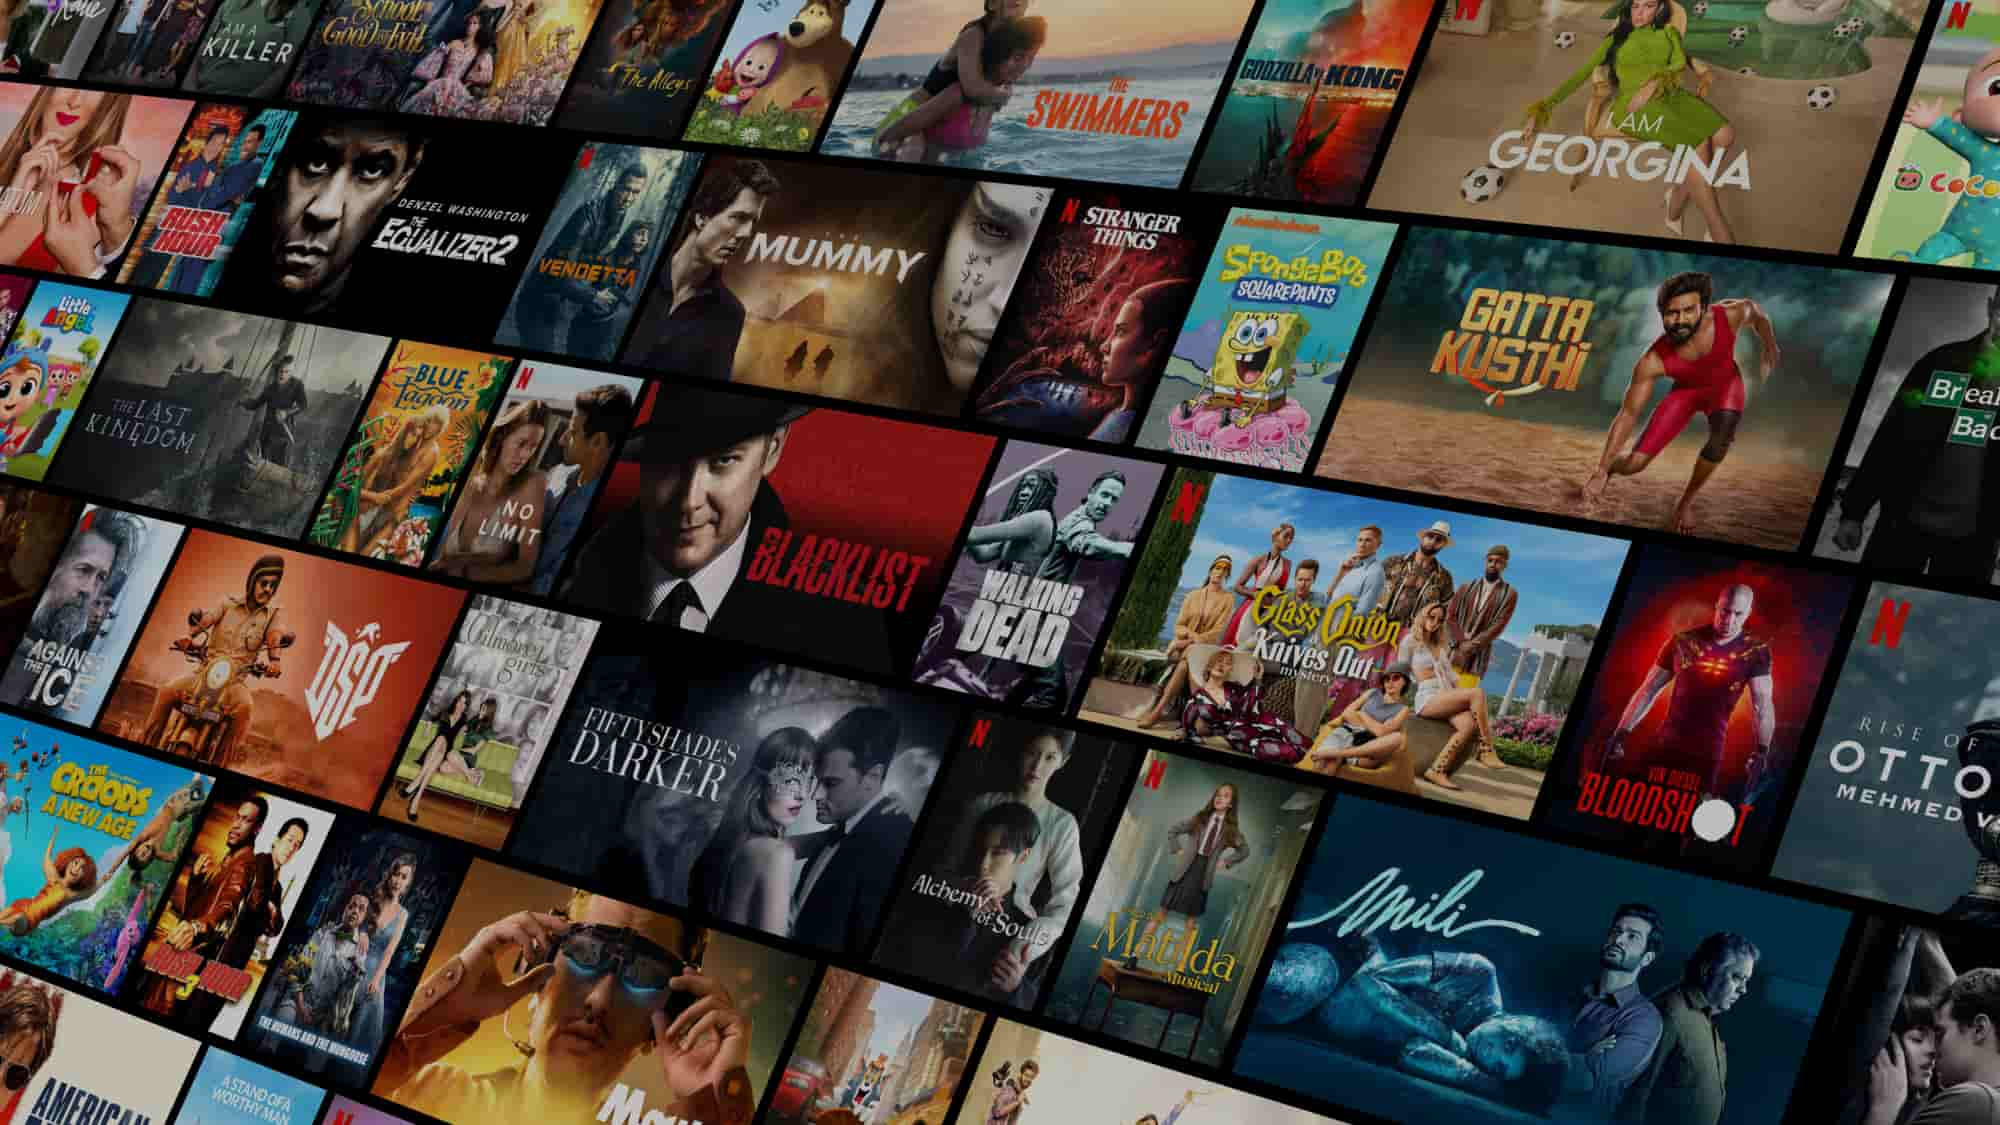 I AM A
KILLER
The School
for
Good and Evil
The Alleys
THE
SWIMMERS
GODZILLA VS KONG
N
I AM
GEORGINA
N
RUSH
HOUR
DENZEL WASHINGTON
THE
EQUALIZER 2
N
VENDETTA
THE
MUMMY
N
STRANGER
THINGS
nickelodeon
SpongeBob
SQUAREPANTS
GATTA
KUSTHI
Little
Angel
THE LAST
KINGDOM
THE
BLUE
Lagoon
N
NO
LIMIT
THE
BLACKLIST
THE
WALKING
DEAD
N
Glass Onion
Knives Out
mystery
VIN DIESEL
BLOODSHOT
N
RISE OF
OTTO
MEHMED V
N
AGAINST
THE ICE
DSP
Gilmore
girls
FIFTY SHADES
DARKER
N
Alchemy
of Souls
N
Matilda
Musical
Mili
THE
CROODS
A NEW AGE
RUSH HOUR
3
THE HUMANS AND THE MONGOOSE
AMERICAN
A STAND OF A
WORTHY MAN
N